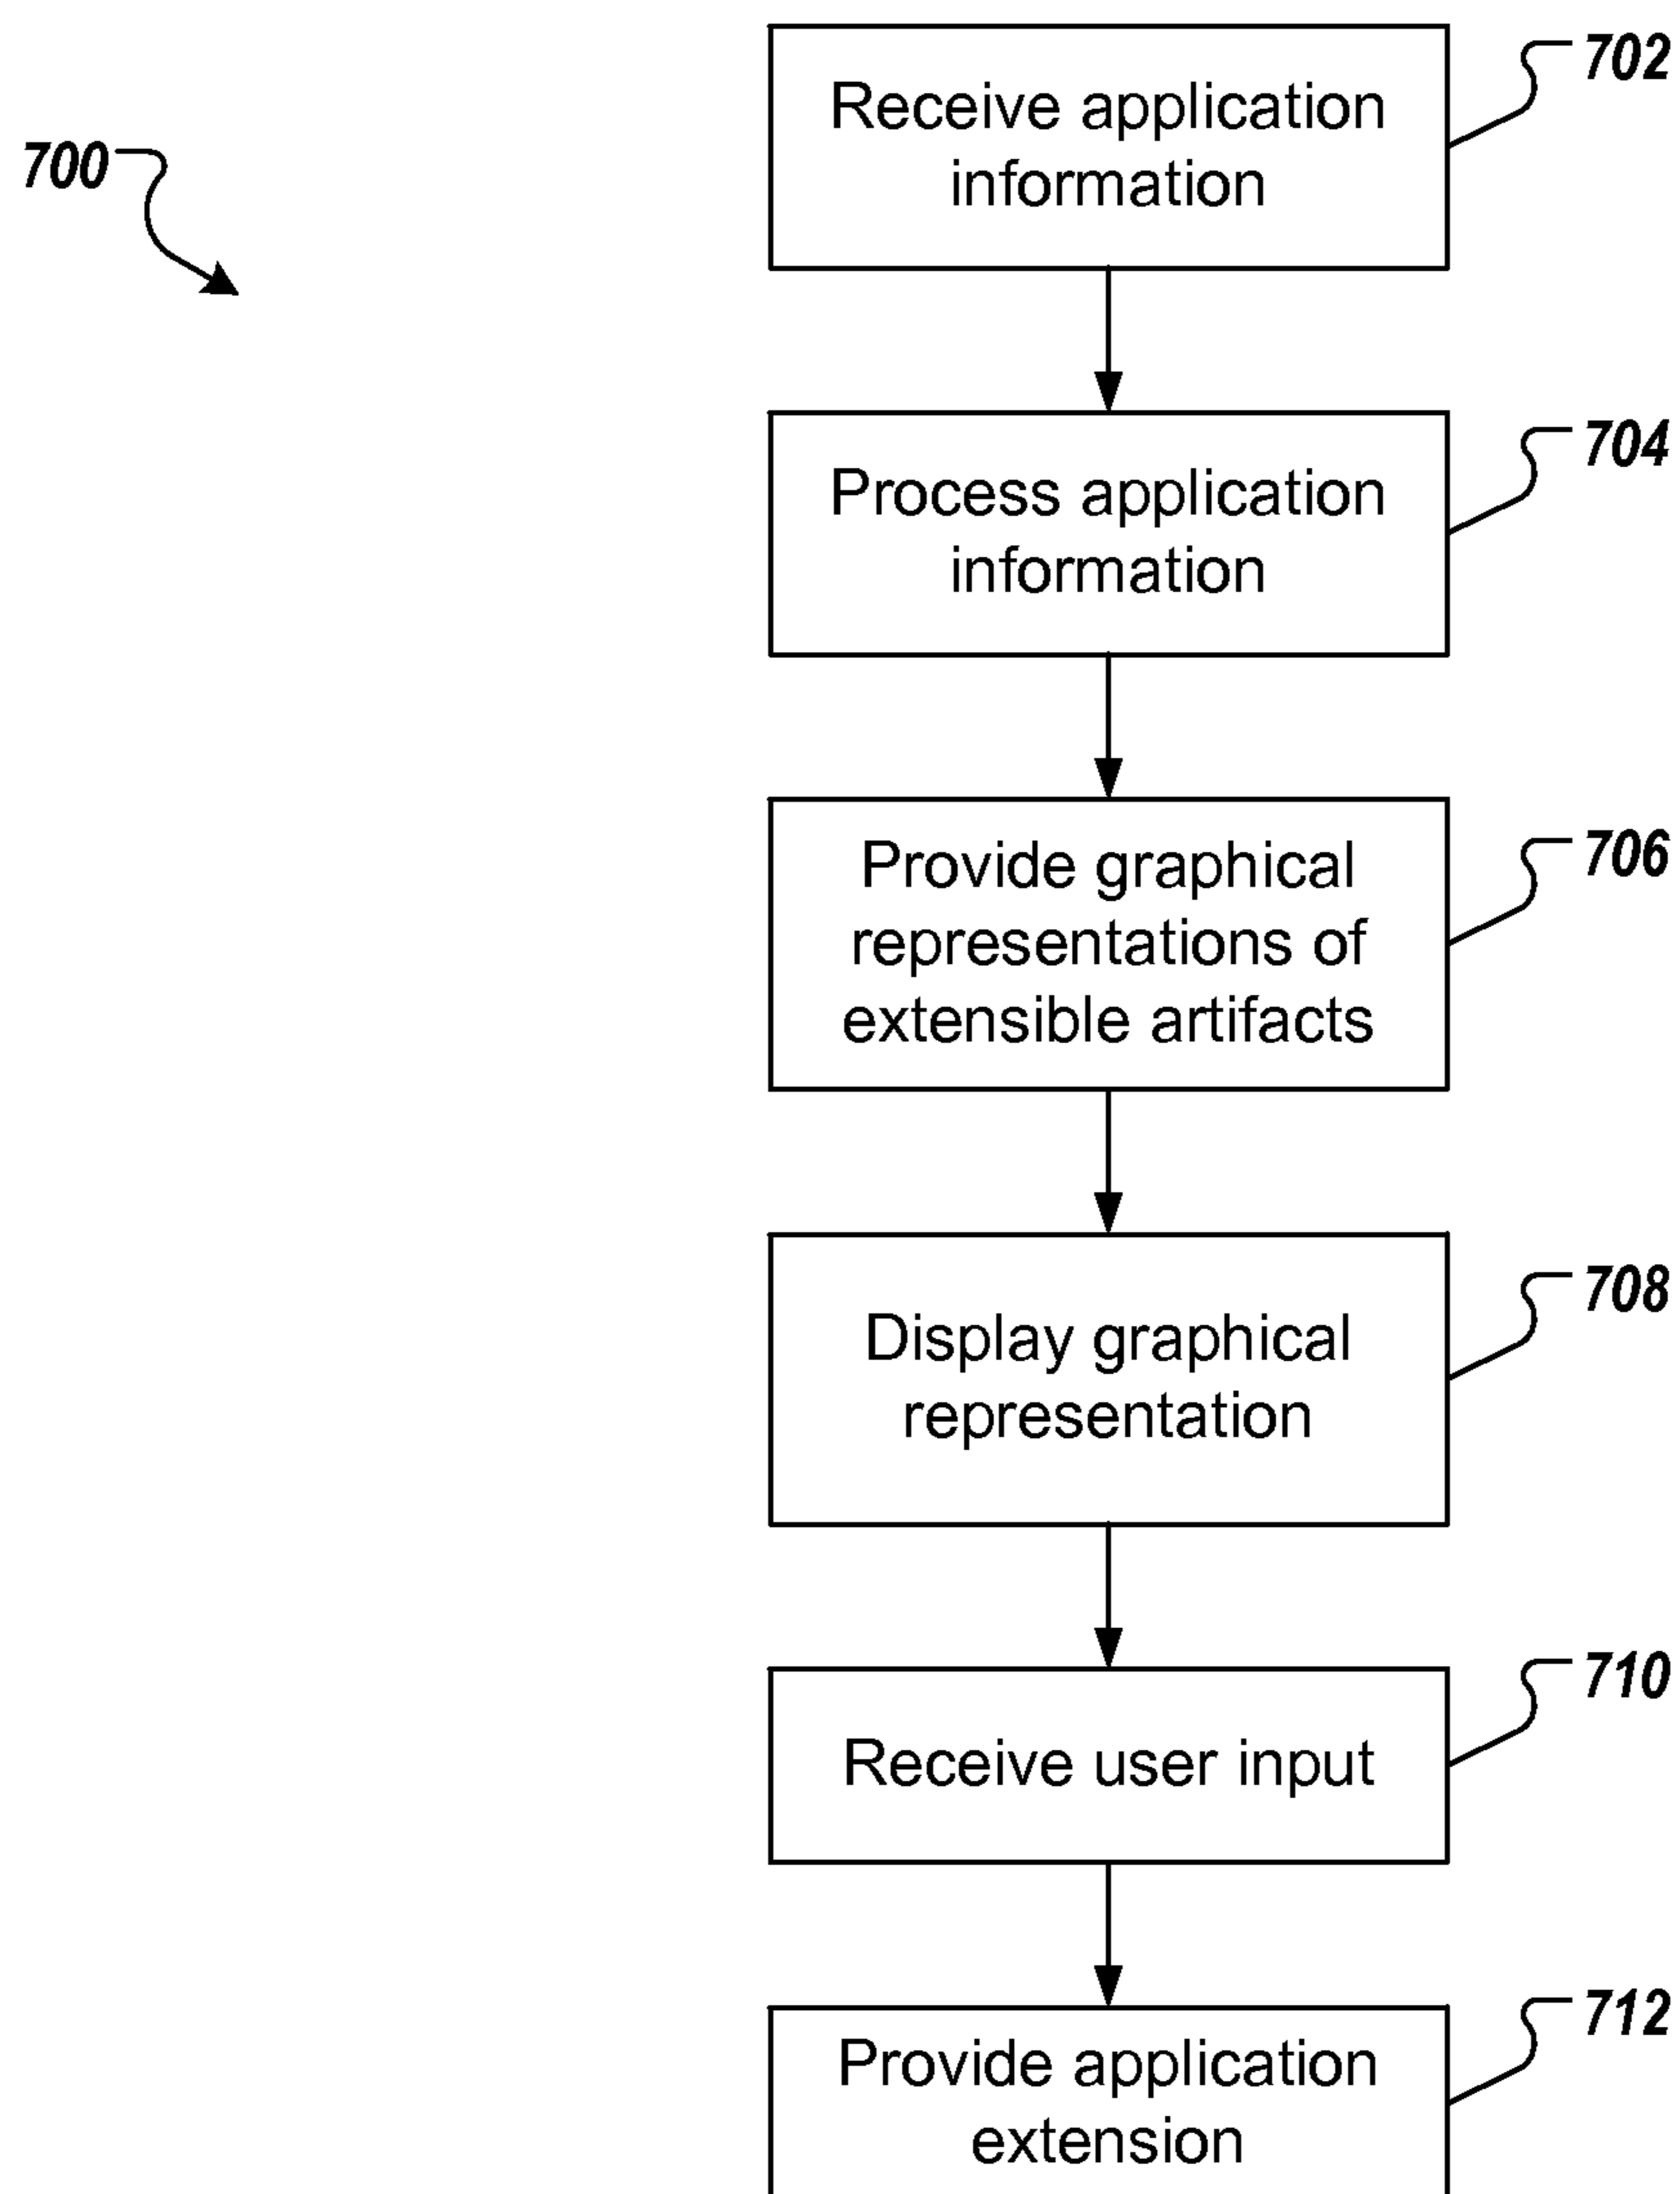 702
Receive application
information
700
704
Process application
information
706
Provide graphical
representations of
extensible artifacts
708
Display graphical
representation
710
Receive user input
712
Provide application
extension